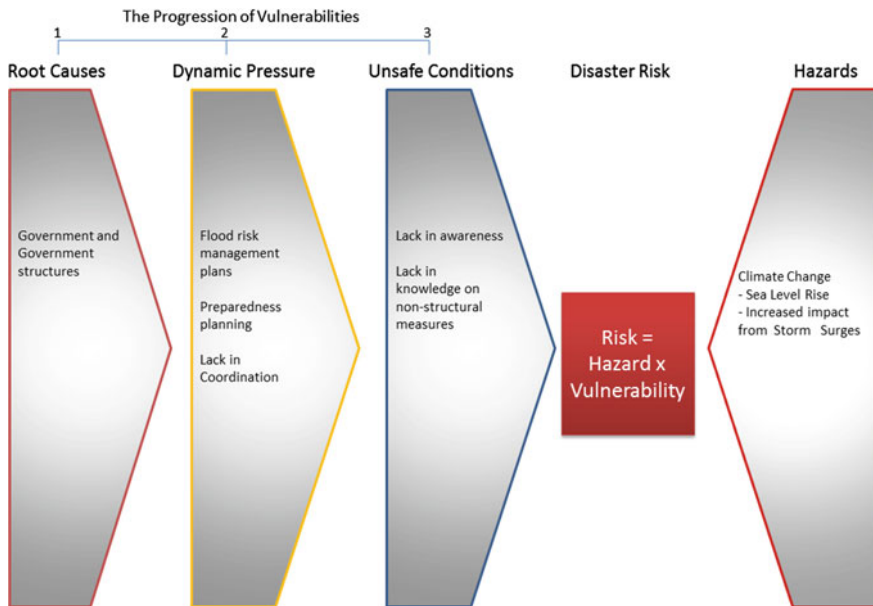 The Progression of Vulnerabilities
1
2
3
Root Causes
Dynamic Pressure
Unsafe Conditions
Disaster Risk
Hazards
Government and
Government
structures
Flood risk
management
plans
Preparedness
planning
Lack in
Coordination
Lack in awareness
Lack in
knowledge on
non-structural
measures
Risk =
Hazard x
Vulnerability
Climate Change
- Sea Level Rise
- Increased impact
from Storm Surges